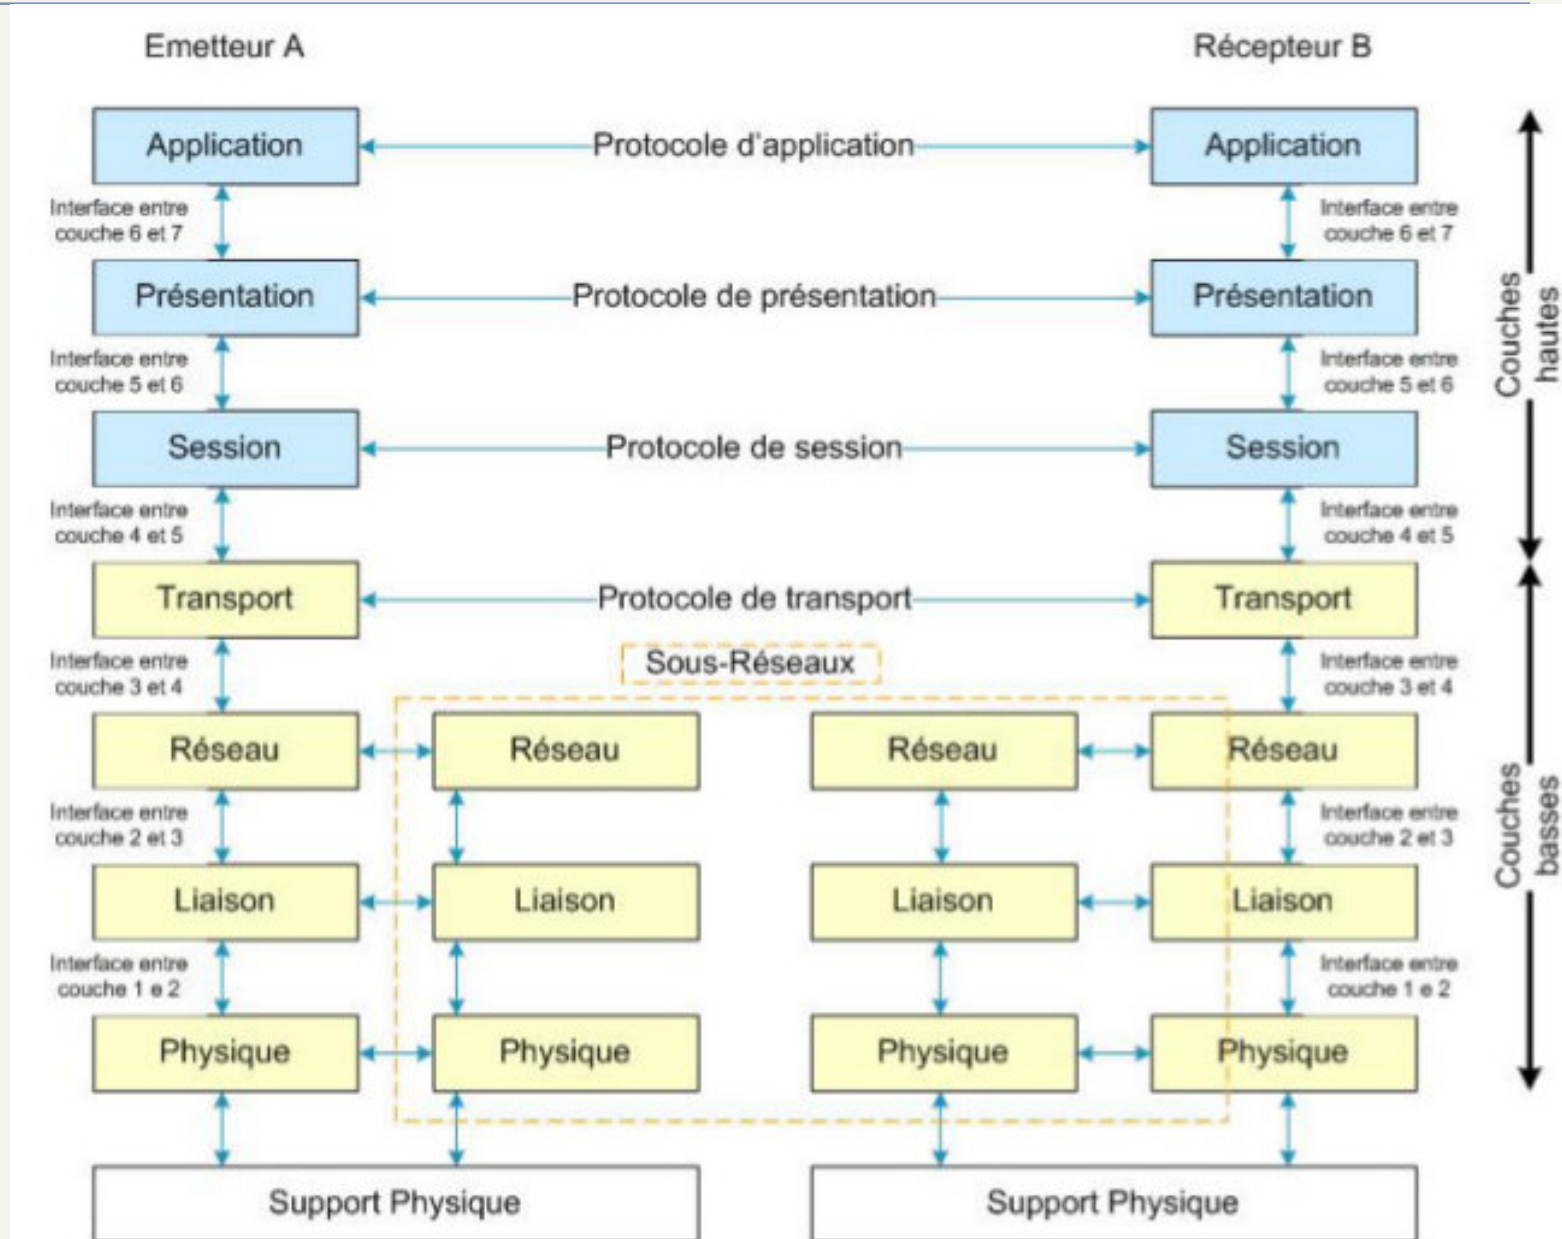 Emetteur A
Récepteur B
Application
Protocole d'application
Application
Interface entre
couche 6 et 7
Interface entre
couche 6 et 7
Présentation
Protocole de présentation
Présentation
Interface entre
couche 5 et 6
Interface entre
couche 5 et 6
Session
Protocole de session
Session
Interface entre
couche 4 et 5
Interface entre
couche 4 et 5
Couches
hautes
Transport
Protocole de transport
Transport
Interface entre
couche 3 et 4
Sous-Réseaux
Interface entre
couche 3 et 4
Réseau
Réseau
Réseau
Réseau
Interface entre
couche 2 et 3
Interface entre
couche 2 et 3
Couches
basses
Liaison
Liaison
Liaison
Liaison
Interface entre
couche 1 e 2
Interface entre
couche 1 e 2
Physique
Physique
Physique
Physique
Support Physique
Support Physique